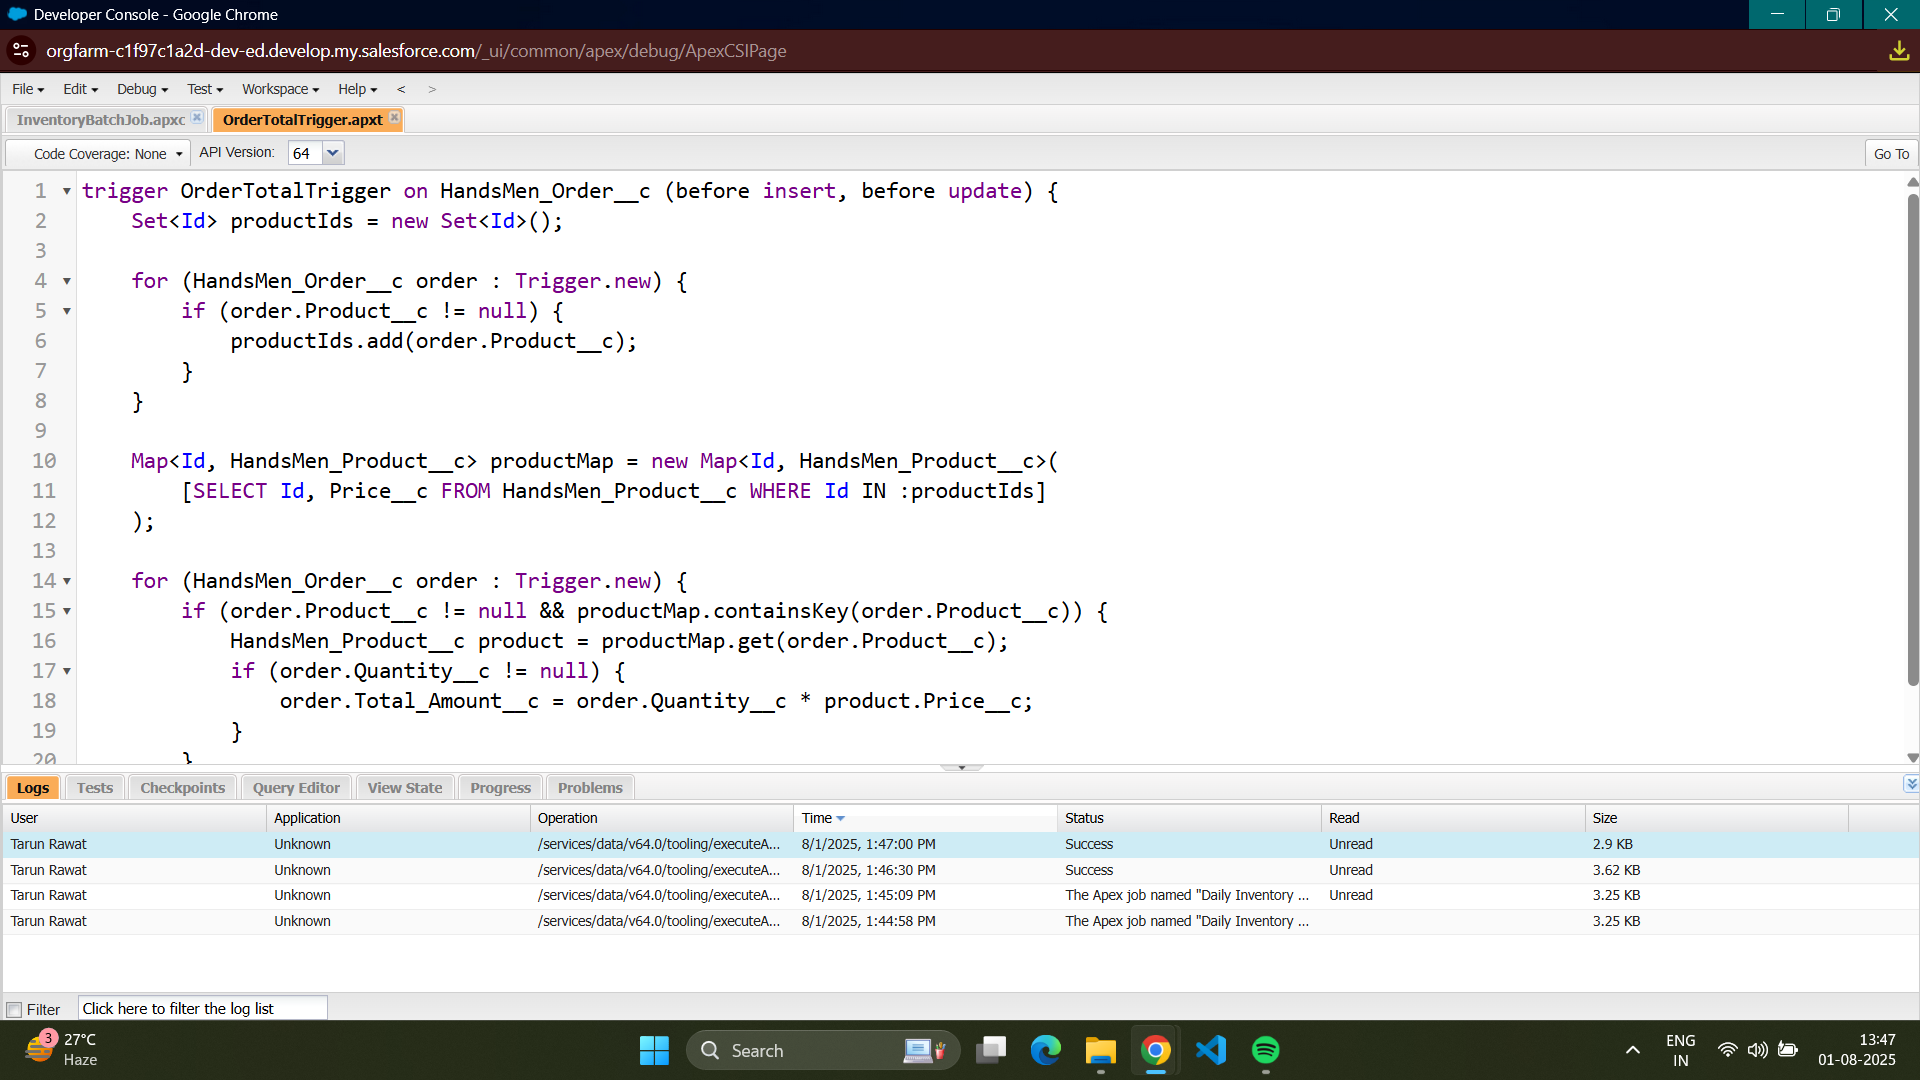 Developer Console - Google Chrome
orgfarm-c1f97c1a2d-dev-ed.develop.my.salesforce.com/_ui/common/apex/debug/ApexCSIPage
File Edit Debug Test Workspace Help < >
InventoryBatchJob.apxc OrderTotalTrigger.apxt
Code Coverage: None API Version: 64 Go To
1 trigger OrderTotalTrigger on HandsMen_Order__c (before insert, before update) {
2 Set<Id> productIds = new Set<Id>();
3
4 for (HandsMen_Order__c order : Trigger.new) {
5 if (order.Product__c != null) {
6 productIds.add(order.Product__c);
7 }
8 }
9
10 Map<Id, HandsMen_Product__c> productMap = new Map<Id, HandsMen_Product__c>(
11 [SELECT Id, Price__c FROM HandsMen_Product__c WHERE Id IN :productIds]
12 );
13
14 for (HandsMen_Order__c order : Trigger.new) {
15 if (order.Product__c != null && productMap.containsKey(order.Product__c)) {
16 HandsMen_Product__c product = productMap.get(order.Product__c);
17 if (order.Quantity__c != null) {
18 order.Total_Amount__c = order.Quantity__c * product.Price__c;
19 }
20 }
Logs Tests Checkpoints Query Editor View State Progress Problems
User Application Operation Time Status Read Size
Tarun Rawat Unknown /services/data/v64.0/tooling/executeA... 8/1/2025, 1:47:00 PM Success Unread 2.9 KB
Tarun Rawat Unknown /services/data/v64.0/tooling/executeA... 8/1/2025, 1:46:30 PM Success Unread 3.62 KB
Tarun Rawat Unknown /services/data/v64.0/tooling/executeA... 8/1/2025, 1:45:09 PM The Apex job named "Daily Inventory ... Unread 3.25 KB
Tarun Rawat Unknown /services/data/v64.0/tooling/executeA... 8/1/2025, 1:44:58 PM The Apex job named "Daily Inventory ... 3.25 KB
Filter Click here to filter the log list
3 27°C
Haze
Search
ENG
IN
13:47
01-08-2025